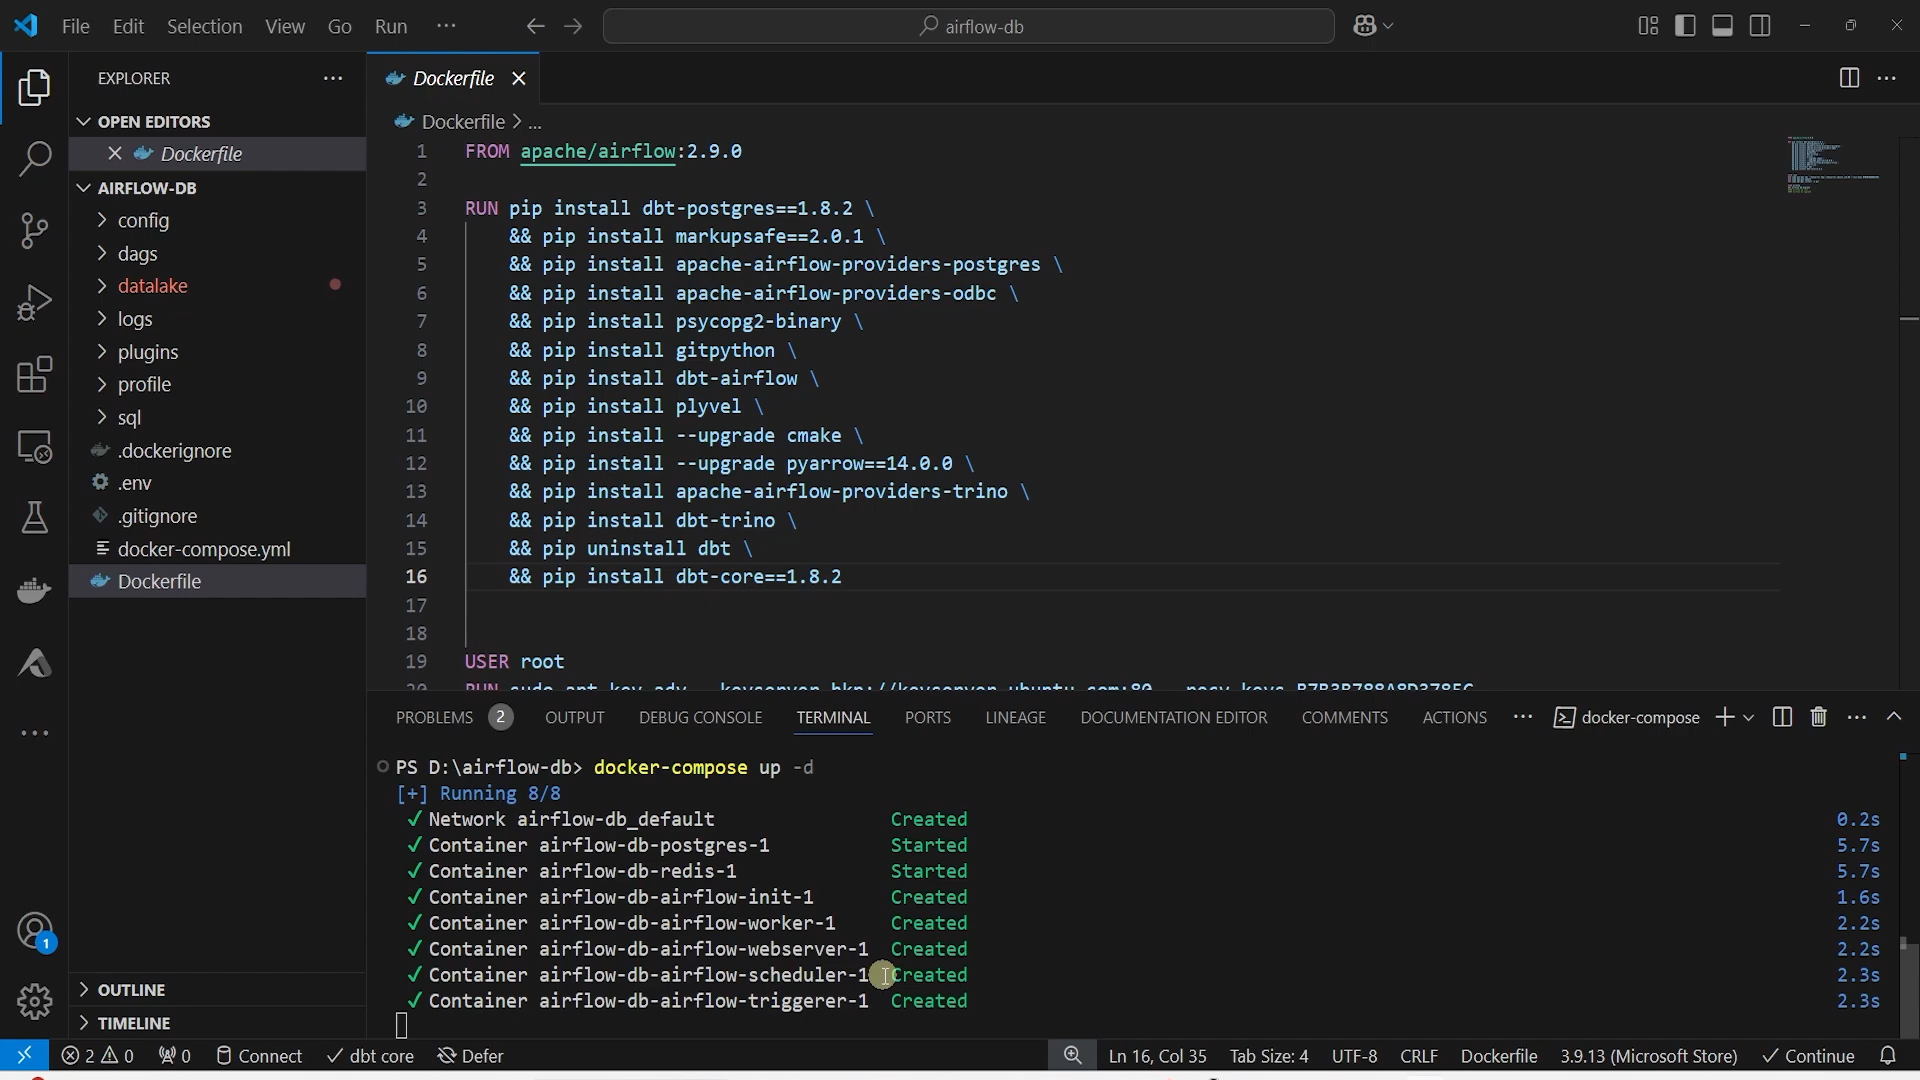 File Edit Selection View Go Run ···
airflow-db
EXPLORER
OPEN EDITORS
Dockerfile
AIRFLOW-DB
config
dags
datalake
logs
plugins
profile
sql
.dockerignore
.env
.gitignore
docker-compose.yml
Dockerfile
OUTLINE
TIMELINE
Dockerfile
Dockerfile > ...
1 FROM apache/airflow:2.9.0
2
3 RUN pip install dbt-postgres==1.8.2 \
4 && pip install markupsafe==2.0.1 \
5 && pip install apache-airflow-providers-postgres \
6 && pip install apache-airflow-providers-odbc \
7 && pip install psycopg2-binary \
8 && pip install gitpython \
9 && pip install dbt-airflow \
10 && pip install plyvel \
11 && pip install --upgrade cmake \
12 && pip install --upgrade pyarrow==14.0.0 \
13 && pip install apache-airflow-providers-trino \
14 && pip install dbt-trino \
15 && pip uninstall dbt \
16 && pip install dbt-core==1.8.2
17
18
19 USER root
PROBLEMS 2 OUTPUT DEBUG CONSOLE TERMINAL PORTS LINEAGE DOCUMENTATION EDITOR COMMENTS ACTIONS ··· docker-compose
PS D:\airflow-db> docker-compose up -d
[+] Running 8/8
✓ Network airflow-db_default Created 0.2s
✓ Container airflow-db-postgres-1 Started 5.7s
✓ Container airflow-db-redis-1 Started 5.7s
✓ Container airflow-db-airflow-init-1 Created 1.6s
✓ Container airflow-db-airflow-worker-1 Created 2.2s
✓ Container airflow-db-airflow-webserver-1 Created 2.2s
✓ Container airflow-db-airflow-scheduler-1 Created 2.3s
✓ Container airflow-db-airflow-triggerer-1 Created 2.3s
1
2 0 0 Connect dbt core Defer Ln 16, Col 35 Tab Size: 4 UTF-8 CRLF Dockerfile 3.9.13 (Microsoft Store) Continue